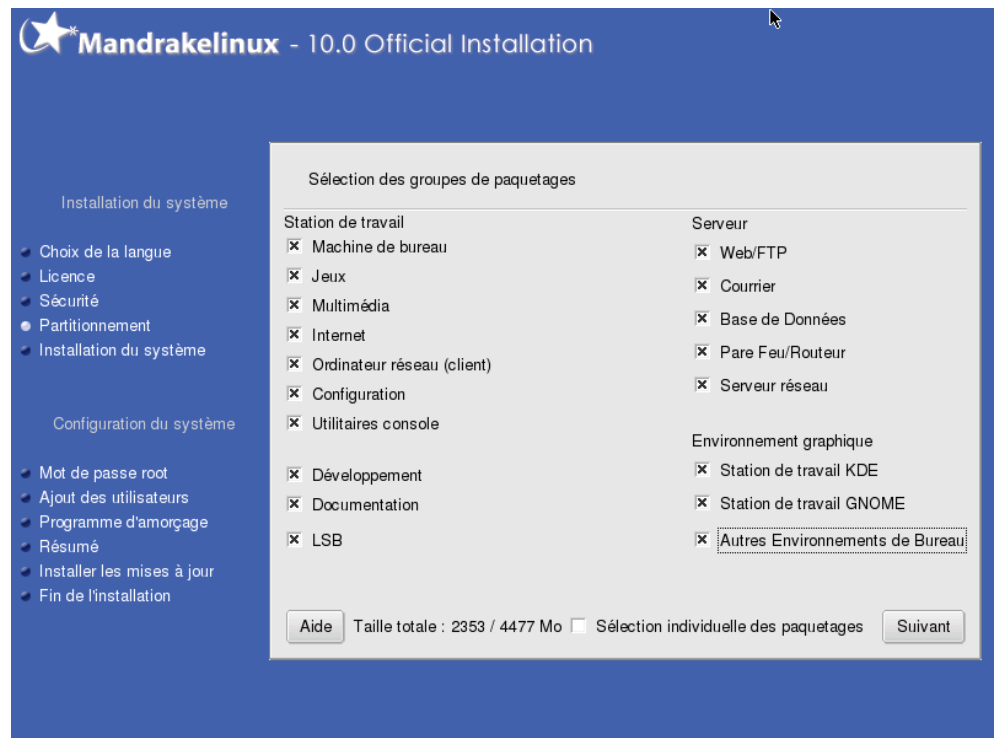 Mandrakelinux - 10.0 Official Installation
Installation du système
Choix de la langue
Licence
Sécurité
Partitionnement
Installation du système
Configuration du système
Mot de passe root
Ajout des utilisateurs
Programme d'amorçage
Résumé
Installer les mises à jour
Fin de l'installation
Sélection des groupes de paquetages
Station de travail
Machine de bureau
Jeux
Multimédia
Internet
Ordinateur réseau (client)
Configuration
Utilitaires console
Développement
Documentation
LSB
Serveur
Web/FTP
Courrier
Base de Données
Pare Feu/Routeur
Serveur réseau
Environnement graphique
Station de travail KDE
Station de travail GNOME
Autres Environnements de Bureau
Aide
Taille totale : 2353 / 4477 Mo
Sélection individuelle des paquetages
Suivant